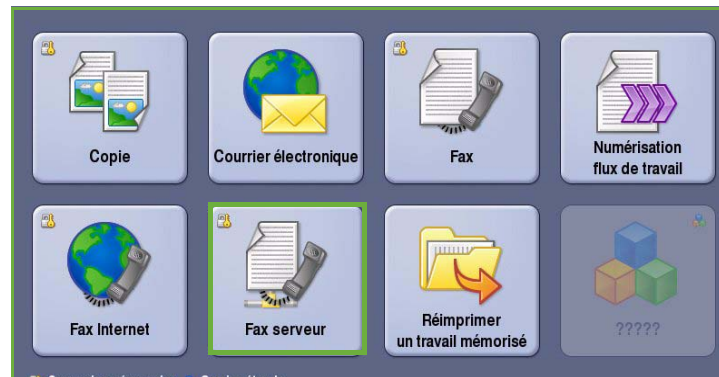 Copie
Courrier électronique
Fax
Numérisation
flux de travail
Fax Internet
Fax serveur
Réimprimer
un travail mémorisé
?????